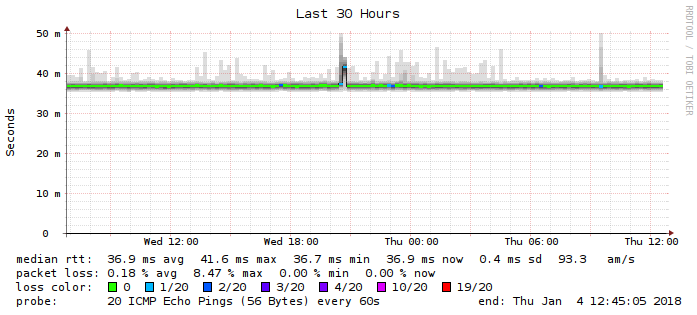 Last 30 Hours
RRDTOOL / TOBI OETIKER
Seconds
50 m
40 m
30 m
20 m
10 m
0
Wed 12:00 Wed 18:00 Thu 00:00 Thu 06:00 Thu 12:00
median rtt: 36.9 ms avg 41.6 ms max 36.7 ms min 36.9 ms now 0.4 ms sd 93.3 am/s
packet loss: 0.18 % avg 8.47 % max 0.00 % min 0.00 % now
loss color: 0 1/20 2/20 3/20 4/20 10/20 19/20
probe: 20 ICMP Echo Pings (56 Bytes) every 60s end: Thu Jan 4 12:45:05 2018